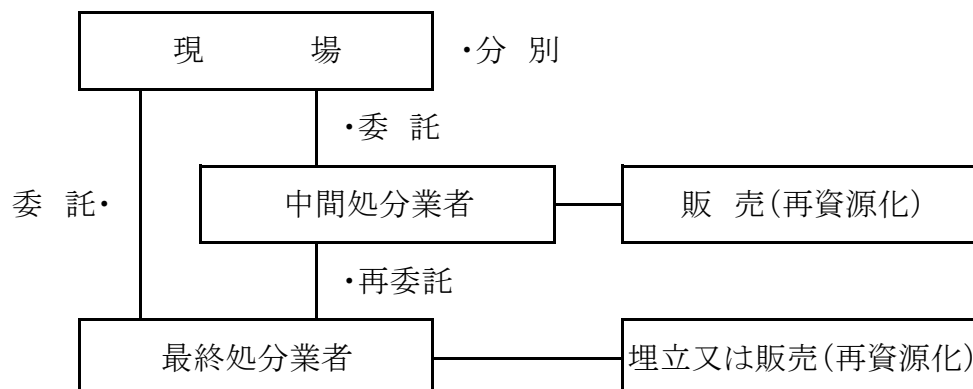 現　　場
・分 別
・委 託
委 託・
中間処分業者
販 売(再資源化)
・再委託
最終処分業者
埋立又は販売(再資源化)